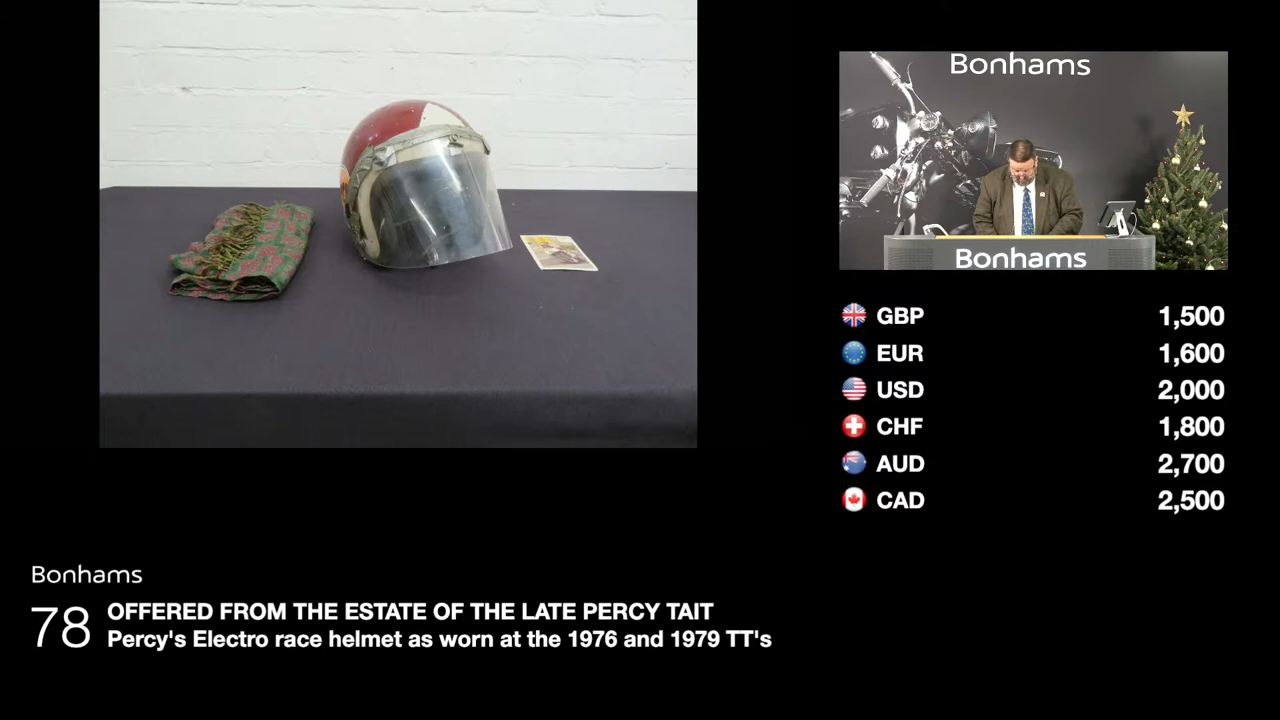 Bonhams
Bonhams
GBP 1,500
EUR 1,600
USD 2,000
CHF 1,800
AUD 2,700
CAD 2,500
Bonhams
78
OFFERED FROM THE ESTATE OF THE LATE PERCY TAIT
Percy's Electro race helmet as worn at the 1976 and 1979 TT's